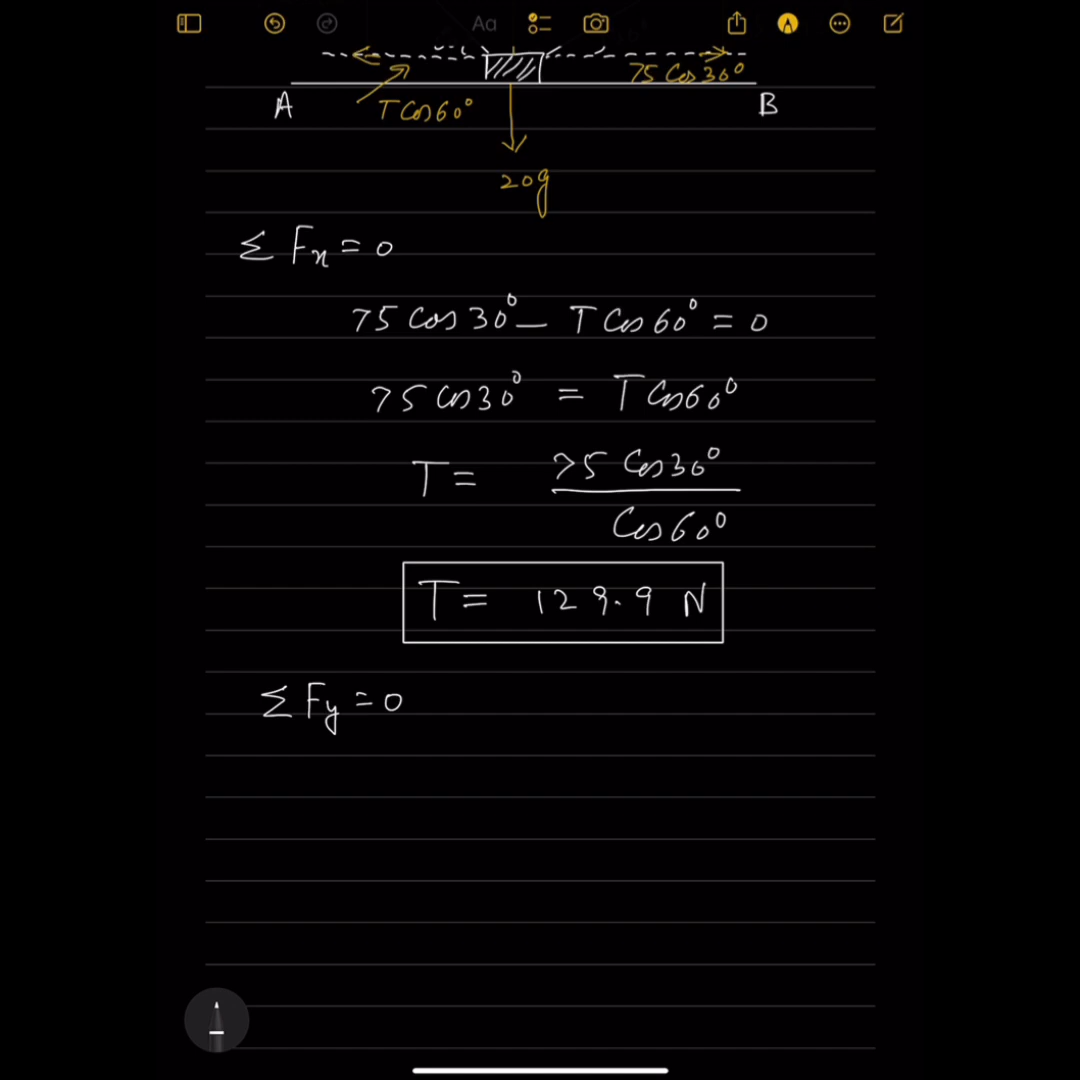 Aa
75 Cos 30°
A
T Cos 60°
B
20g
Σ Fx = 0
75 Cos 30° − T Cos 60° = 0
75 Cos 30° = T Cos 60°
T = 75 Cos 30° / Cos 60°
T = 129.9 N
Σ Fy = 0